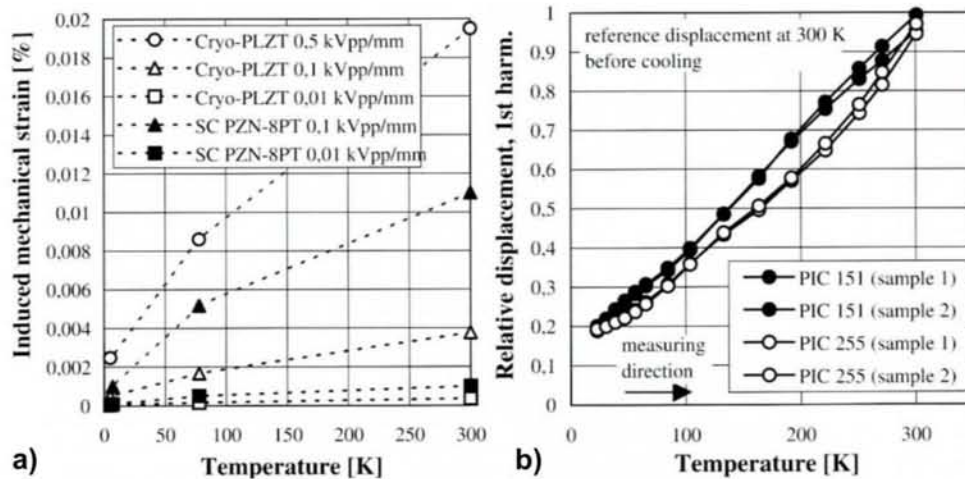 0.02
0.018
0.016
0.014
0.012
0.01
0.008
0.006
0.004
0.002
0
Induced mechanical strain [%]
Cryo-PLZT 0.5 kVpp/mm
Cryo-PLZT 0.1 kVpp/mm
Cryo-PLZT 0.01 kVpp/mm
SC PZN-8PT 0.1 kVpp/mm
SC PZN-8PT 0.01 kVpp/mm
0 50 100 150 200 250 300
Temperature [K]
a)
1
0.9
0.8
0.7
0.6
0.5
0.4
0.3
0.2
0.1
0
Relative displacement, 1st harm.
reference displacement at 300 K
before cooling
measuring
direction
PIC 151 (sample 1)
PIC 151 (sample 2)
PIC 255 (sample 1)
PIC 255 (sample 2)
0 100 200 300
Temperature [K]
b)